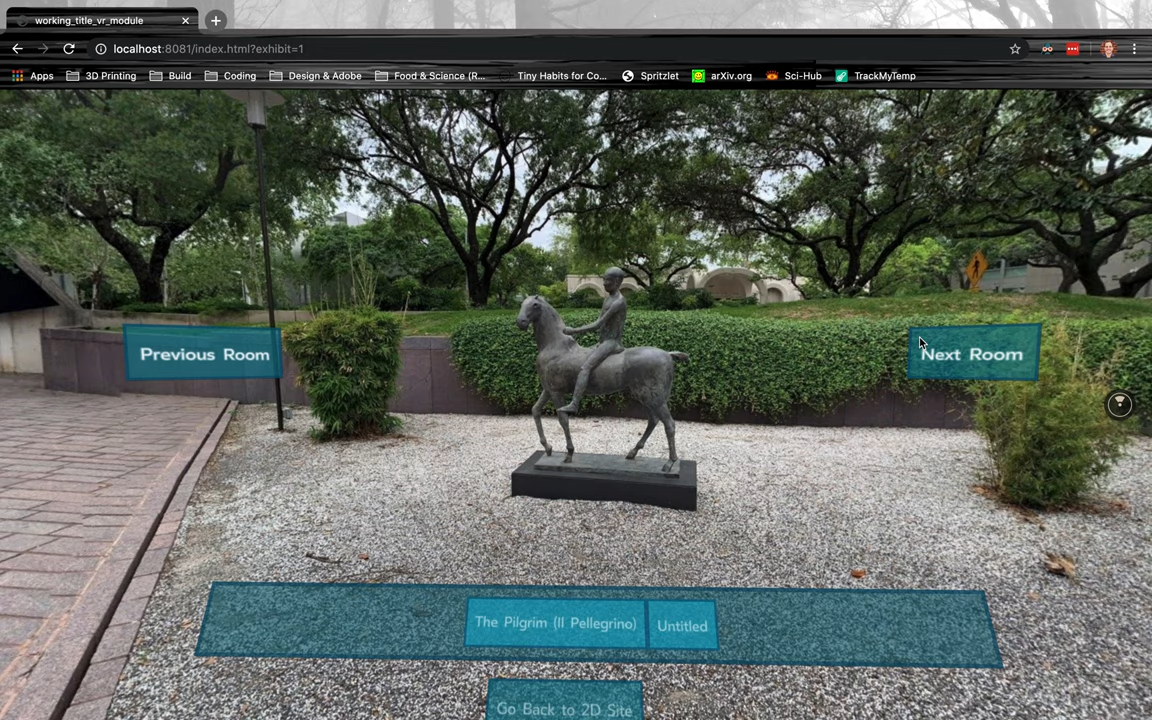 working_title_vr_module
localhost:8081/index.html?exhibit=1
Apps 3D Printing Build Coding Design & Adobe Food & Science (R... Tiny Habits for Co... Spritzlet arXiv.org Sci-Hub TrackMyTemp
Previous Room
Next Room
The Pilgrim (Il Pellegrino) Untitled
Go Back to 2D Site